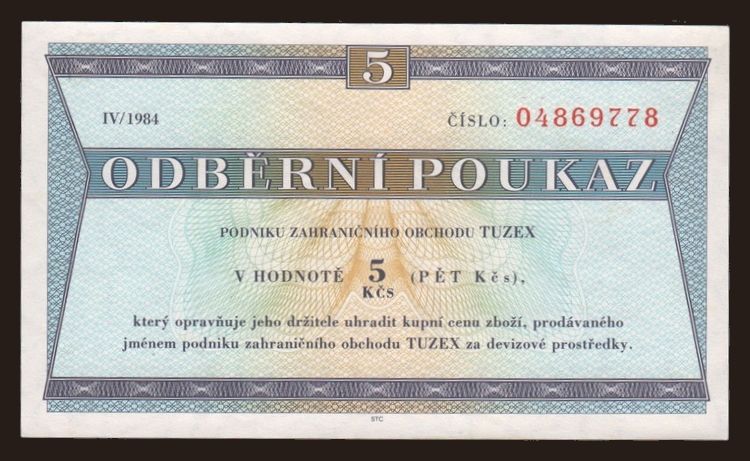 5
IV/1984 ČÍSLO: 04869778
ODBĚRNÍ POUKAZ
PODNIKU ZAHRANIČNÍHO OBCHODU TUZEX
V HODNOTĚ 5 KČS (PĚT Kčs),
který opravňuje jeho držitele uhradit kupní cenu zboží, prodávaného
jménem podniku zahraničního obchodu TUZEX za devizové prostředky.
STC